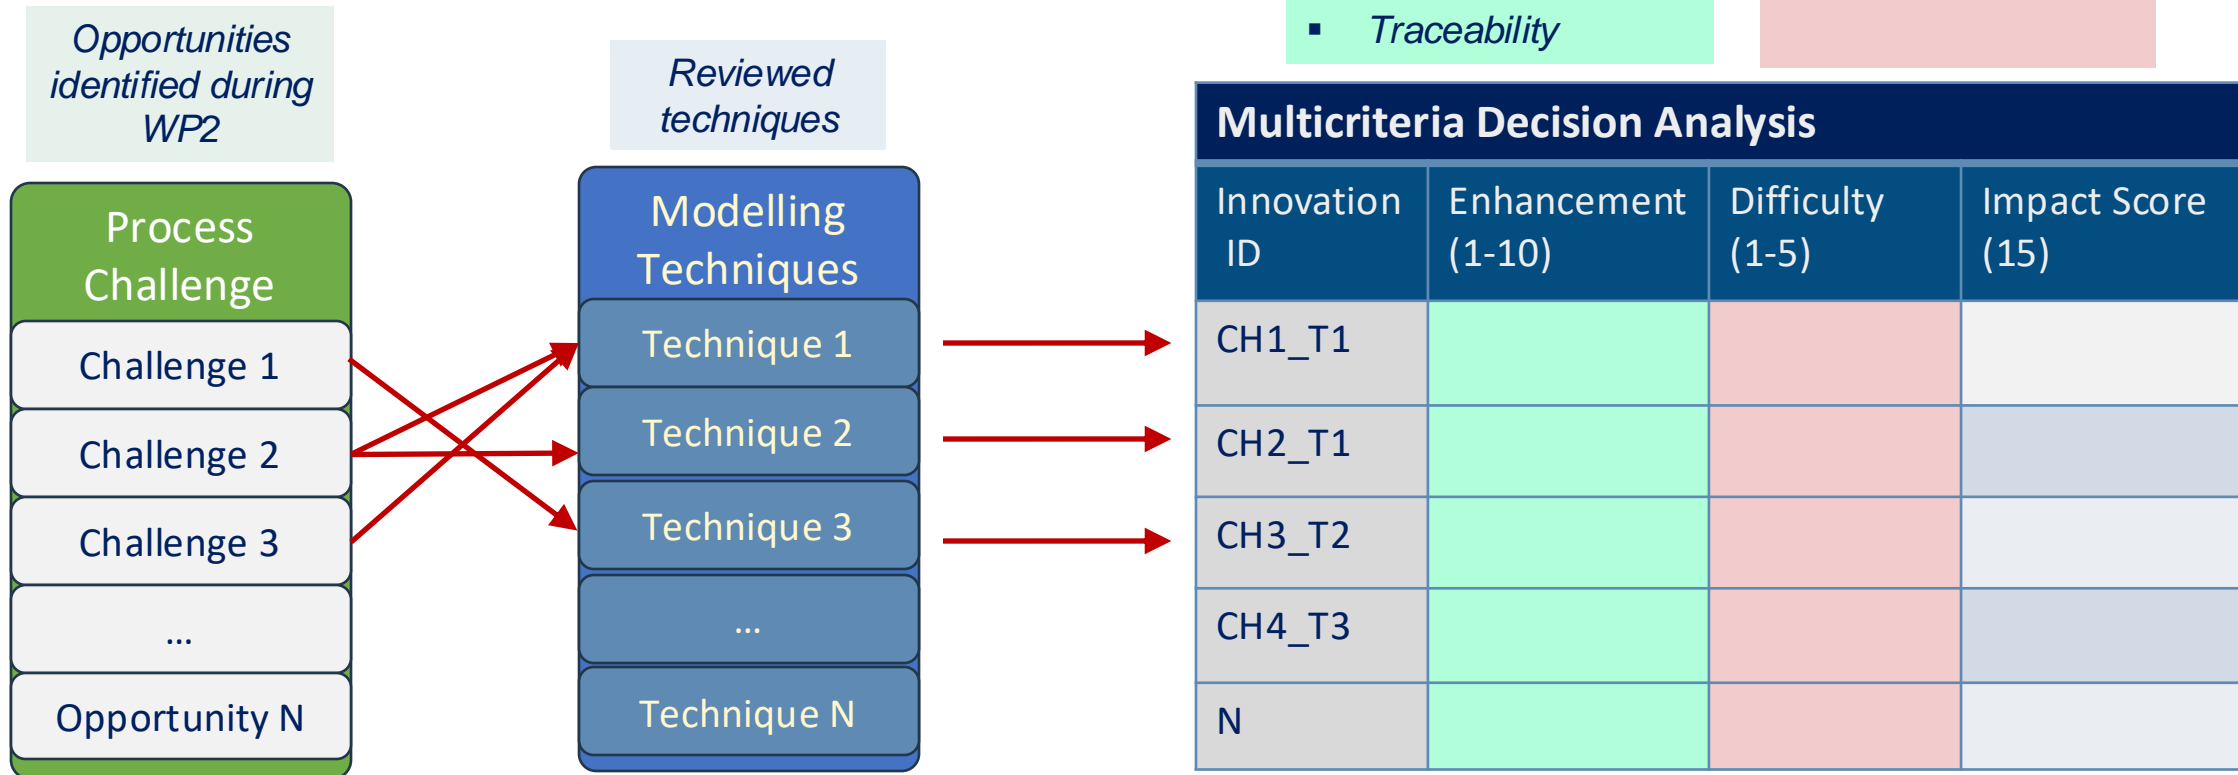 Opportunities
identified during
WP2
Process
Challenge
Challenge 1
Challenge 2
Challenge 3
...
Opportunity N
Reviewed
techniques
Modelling
Techniques
Technique 1
Technique 2
Technique 3
...
Technique N
▪ Traceability
Multicriteria Decision Analysis
Innovation ID Enhancement (1-10) Difficulty (1-5) Impact Score (15)
CH1_T1
CH2_T1
CH3_T2
CH4_T3
N